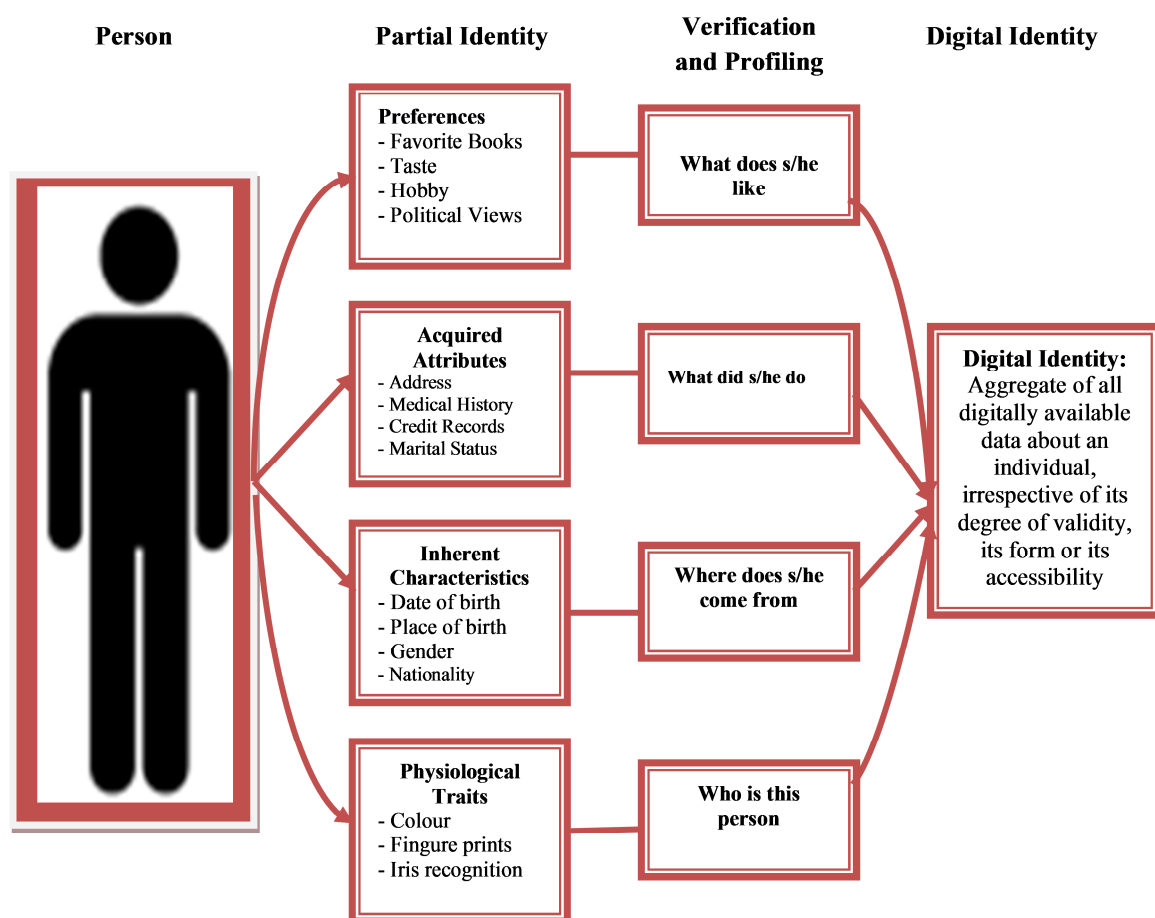 Person
Partial Identity
Verification
and Profiling
Digital Identity
Preferences
- Favorite Books
- Taste
- Hobby
- Political Views
What does s/he
like
Acquired
Attributes
- Address
- Medical History
- Credit Records
- Marital Status
What did s/he do
Inherent
Characteristics
- Date of birth
- Place of birth
- Gender
- Nationality
Where does s/he
come from
Physiological
Traits
- Colour
- Fingure prints
- Iris recognition
Who is this
person
Digital Identity:
Aggregate of all
digitally available
data about an
individual,
irrespective of its
degree of validity,
its form or its
accessibility